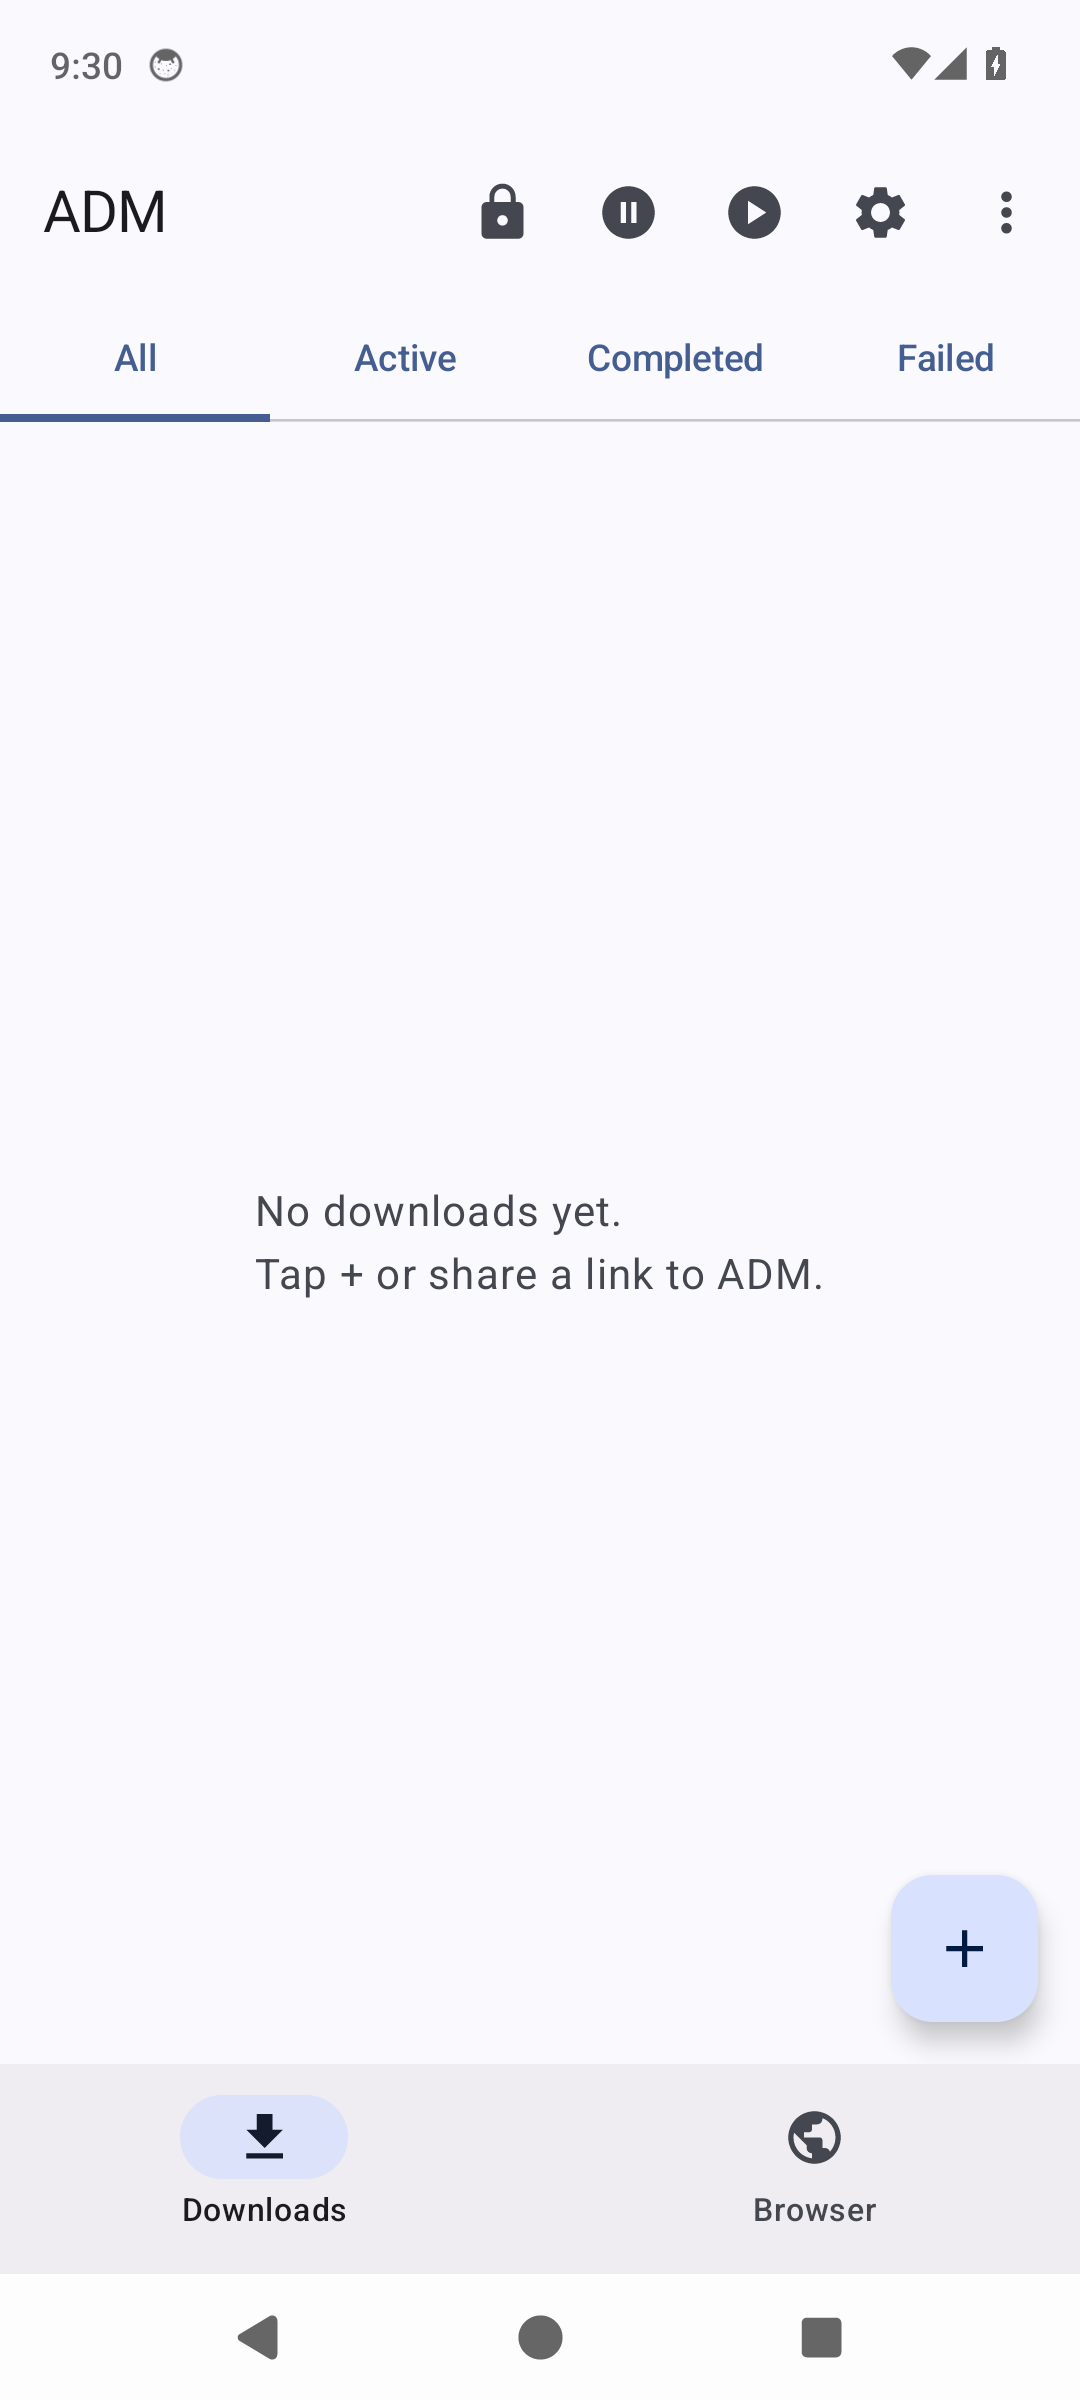 9:30
ADM
All
Active
Completed
Failed
No downloads yet.
Tap + or share a link to ADM.
Downloads
Browser